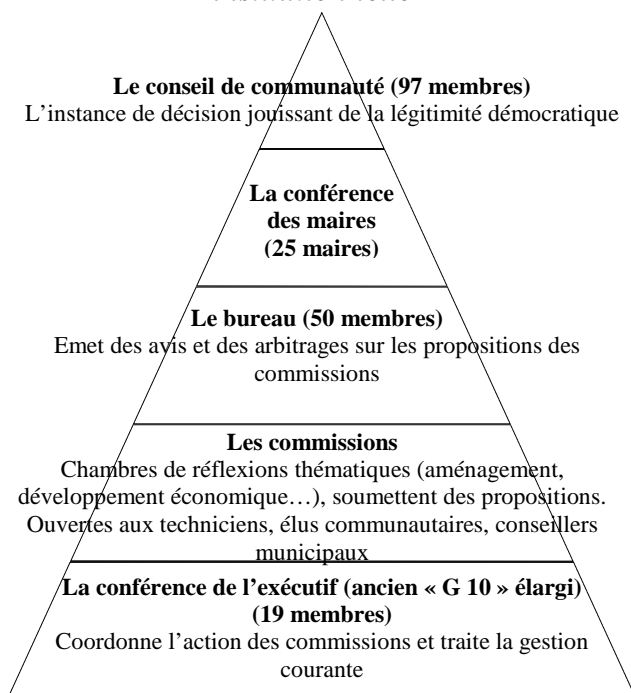 Le conseil de communauté (97 membres)
L’instance de décision jouissant de la légitimité démocratique
La conférence
des maires
(25 maires)
Le bureau (50 membres)
Emet des avis et des arbitrages sur les propositions des
commissions
Les commissions
Chambres de réflexions thématiques (aménagement,
développement économique…), soumettent des propositions.
Ouvertes aux techniciens, élus communautaires, conseillers
municipaux
La conférence de l’exécutif (ancien « G 10 » élargi)
(19 membres)
Coordonne l’action des commissions et traite la gestion
courante